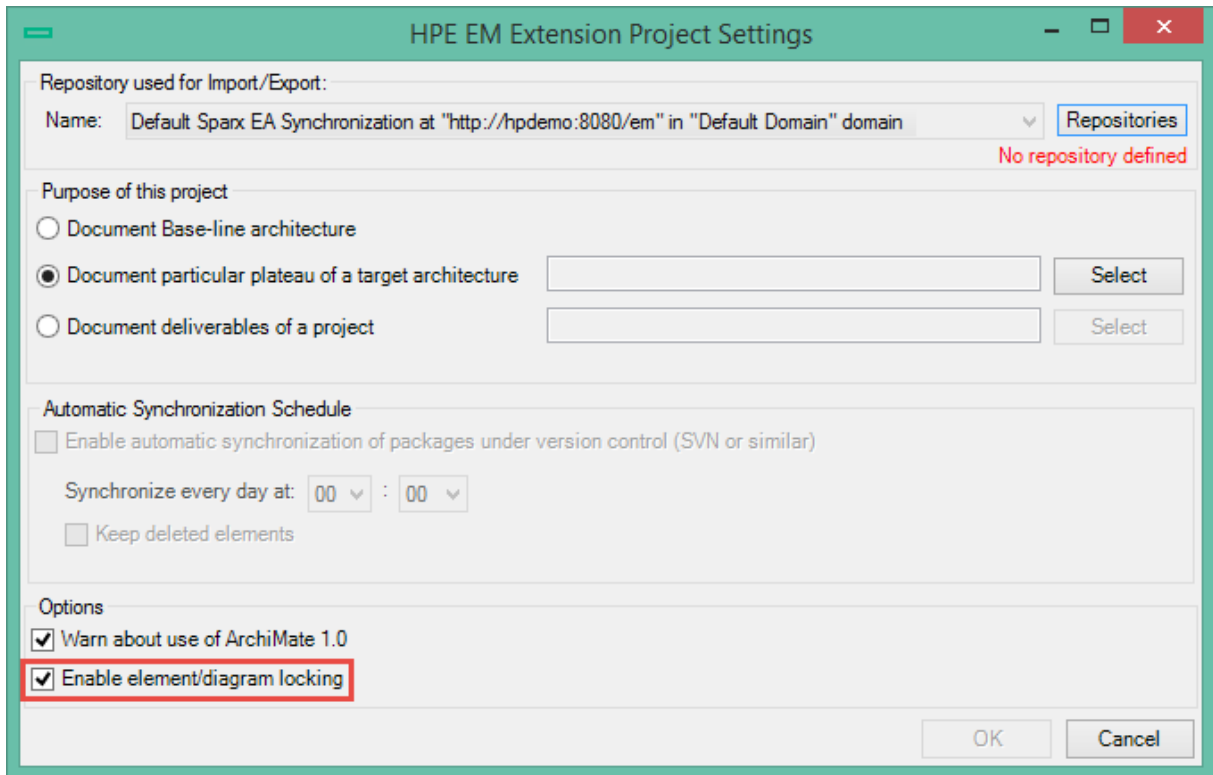 HPE EM Extension Project Settings
Repository used for Import/Export:
Name: Default Sparx EA Synchronization at "http://hpdemo:8080/em" in "Default Domain" domain Repositories
No repository defined
Purpose of this project
Document Base-line architecture
Document particular plateau of a target architecture Select
Document deliverables of a project Select
Automatic Synchronization Schedule
Enable automatic synchronization of packages under version control (SVN or similar)
Synchronize every day at: 00 : 00
Keep deleted elements
Options
Warn about use of ArchiMate 1.0
Enable element/diagram locking
OK Cancel